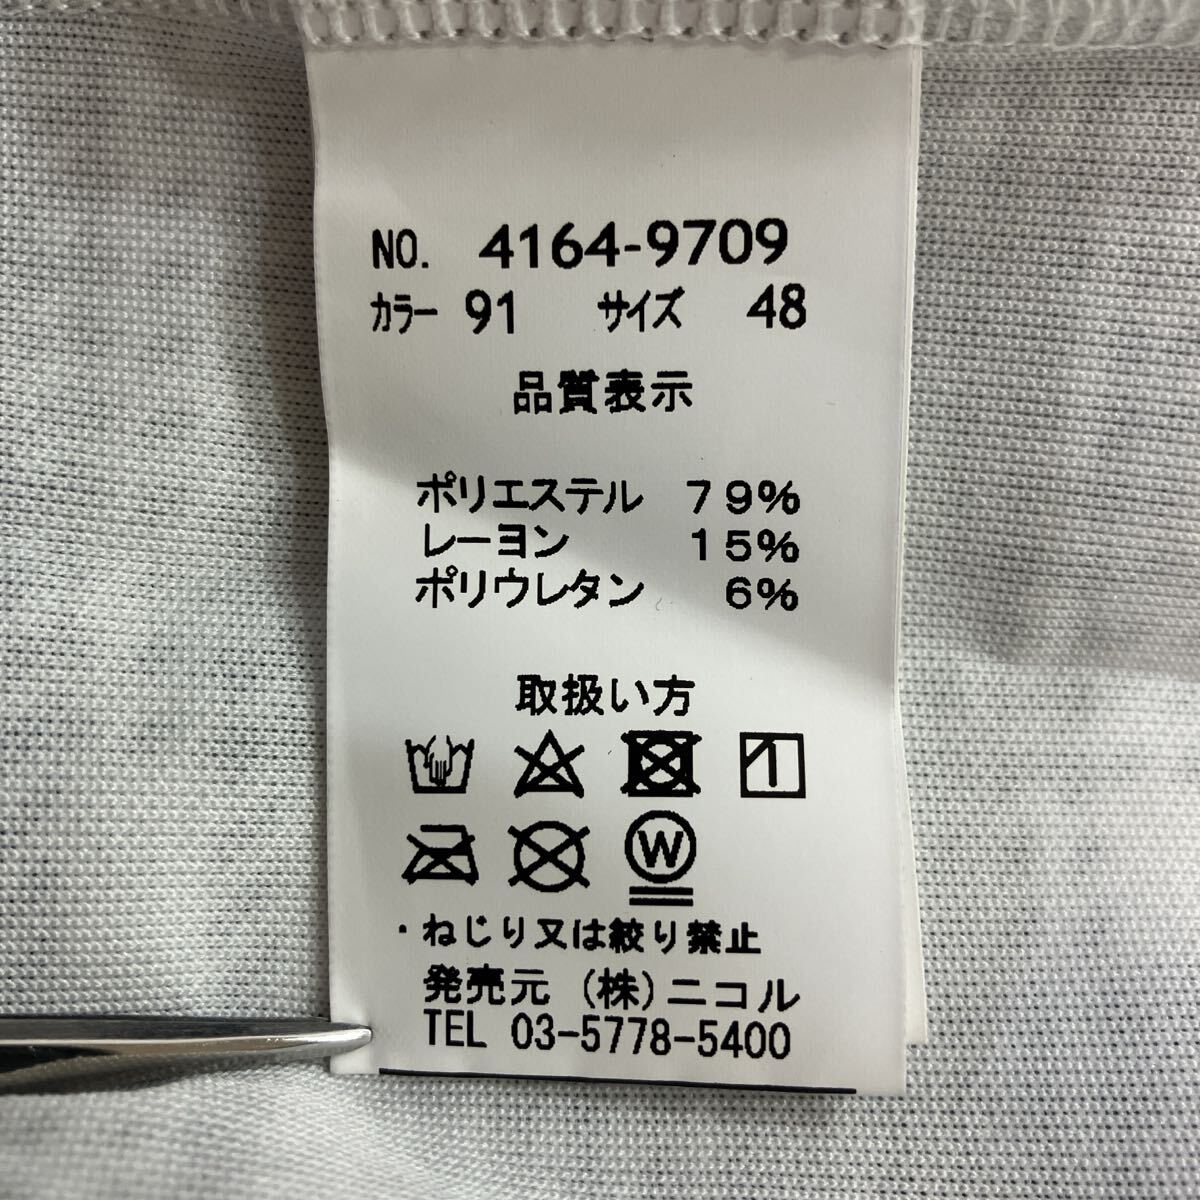 NO. 4164-9709
カラー 91 サイズ 48
品質表示
ポリエステル 79%
レーヨン 15%
ポリウレタン 6%
取扱い方
W
・ねじり又は絞り禁止
発売元 (株)ニコル
TEL 03-5778-5400